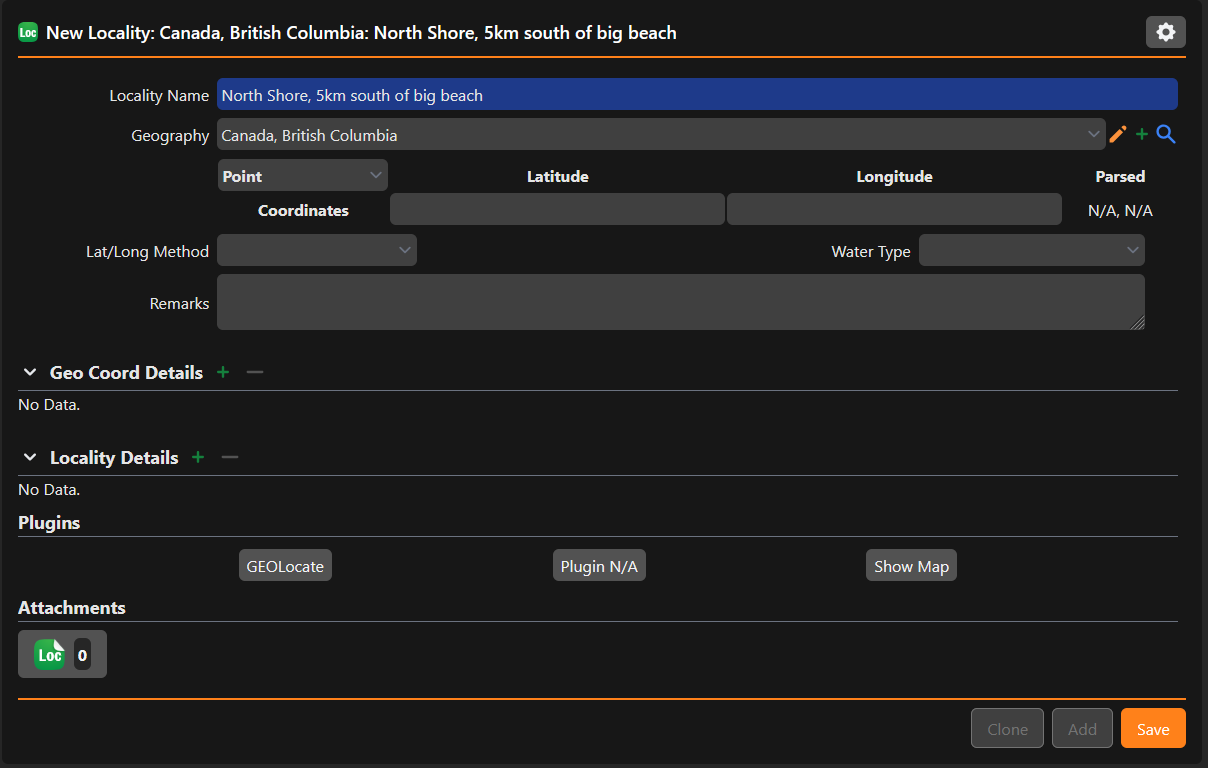 Loc New Locality: Canada, British Columbia: North Shore, 5km south of big beach
Locality Name North Shore, 5km south of big beach
Geography Canada, British Columbia
Point Latitude Longitude Parsed
Coordinates N/A, N/A
Lat/Long Method Water Type
Remarks
Geo Coord Details
No Data.
Locality Details
No Data.
Plugins
GEOLocate Plugin N/A Show Map
Attachments
Loc 0
Clone Add Save